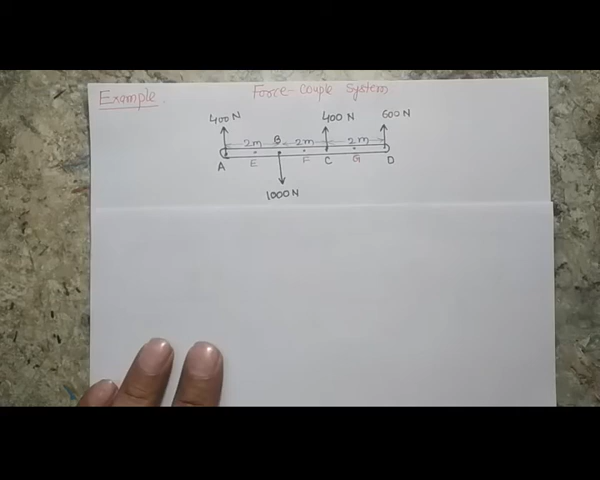 Example. Force-Couple System
400 N 400 N 600 N
2m B 2m 2m
A E F C G D
1000 N